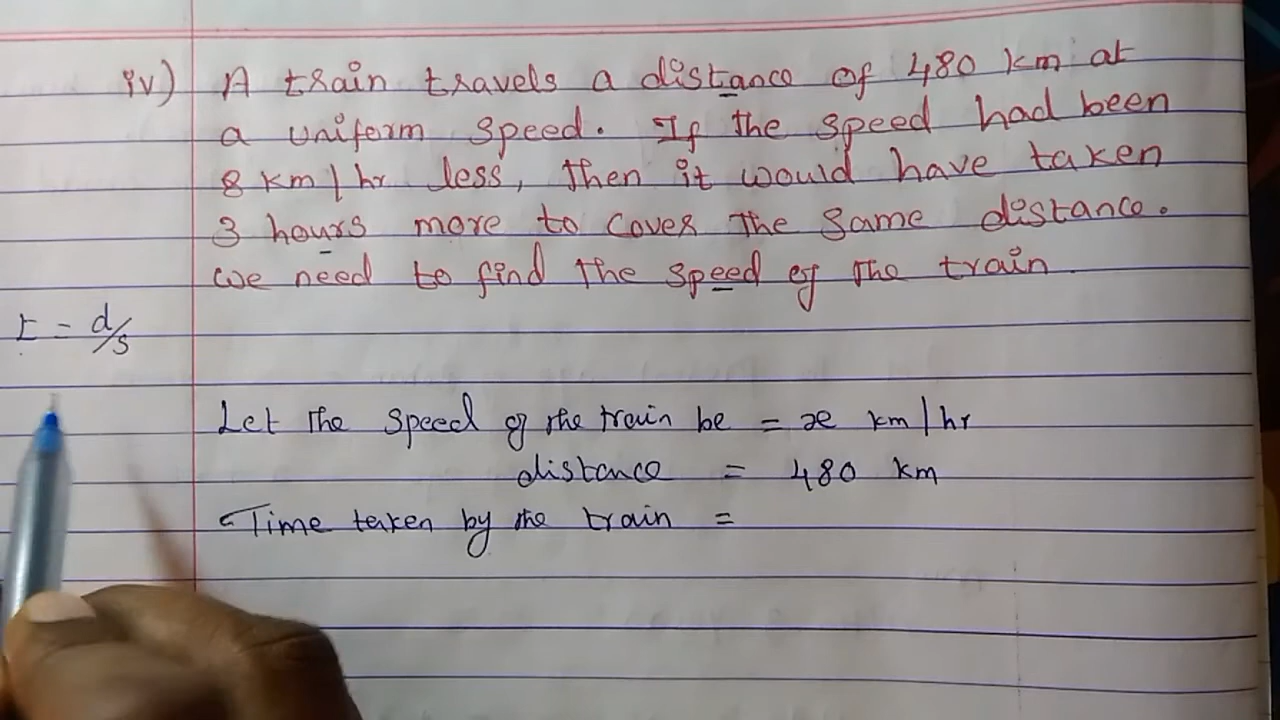 iv) A train travels a distance of 480 km at
a uniform speed. If the speed had been
8 km/hr less, then it would have taken
3 hours more to cover the same distance.
We need to find the speed of the train
t = d/s
Let the speed of the train be = x km/hr
distance = 480 km
Time taken by the train =